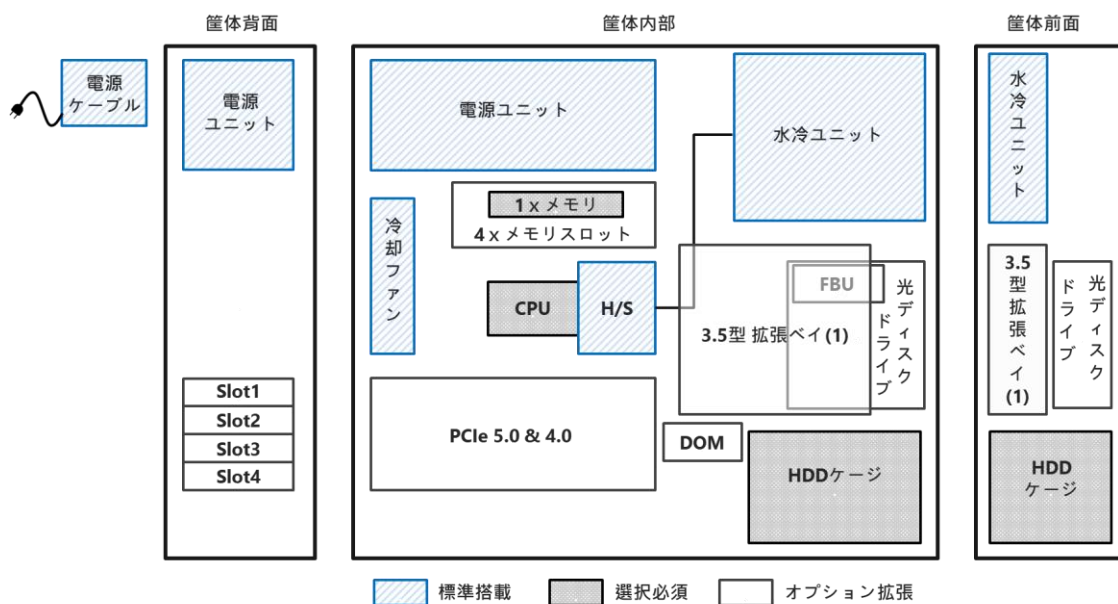 筐体背面
筐体内部
筐体前面
電源
ケーブル
電源
ユニット
Slot1
Slot2
Slot3
Slot4
電源ユニット
水冷ユニット
冷却ファン
1 x メモリ
4 x メモリスロット
CPU
H/S
FBU
3.5型 拡張ベイ(1)
光ディスク
ドライブ
PCIe 5.0 & 4.0
DOM
HDDケージ
水冷ユニット
3.5
型拡張ベイ
(1)
光ディスク
ドライブ
HDD
ケージ
標準搭載
選択必須
オプション拡張